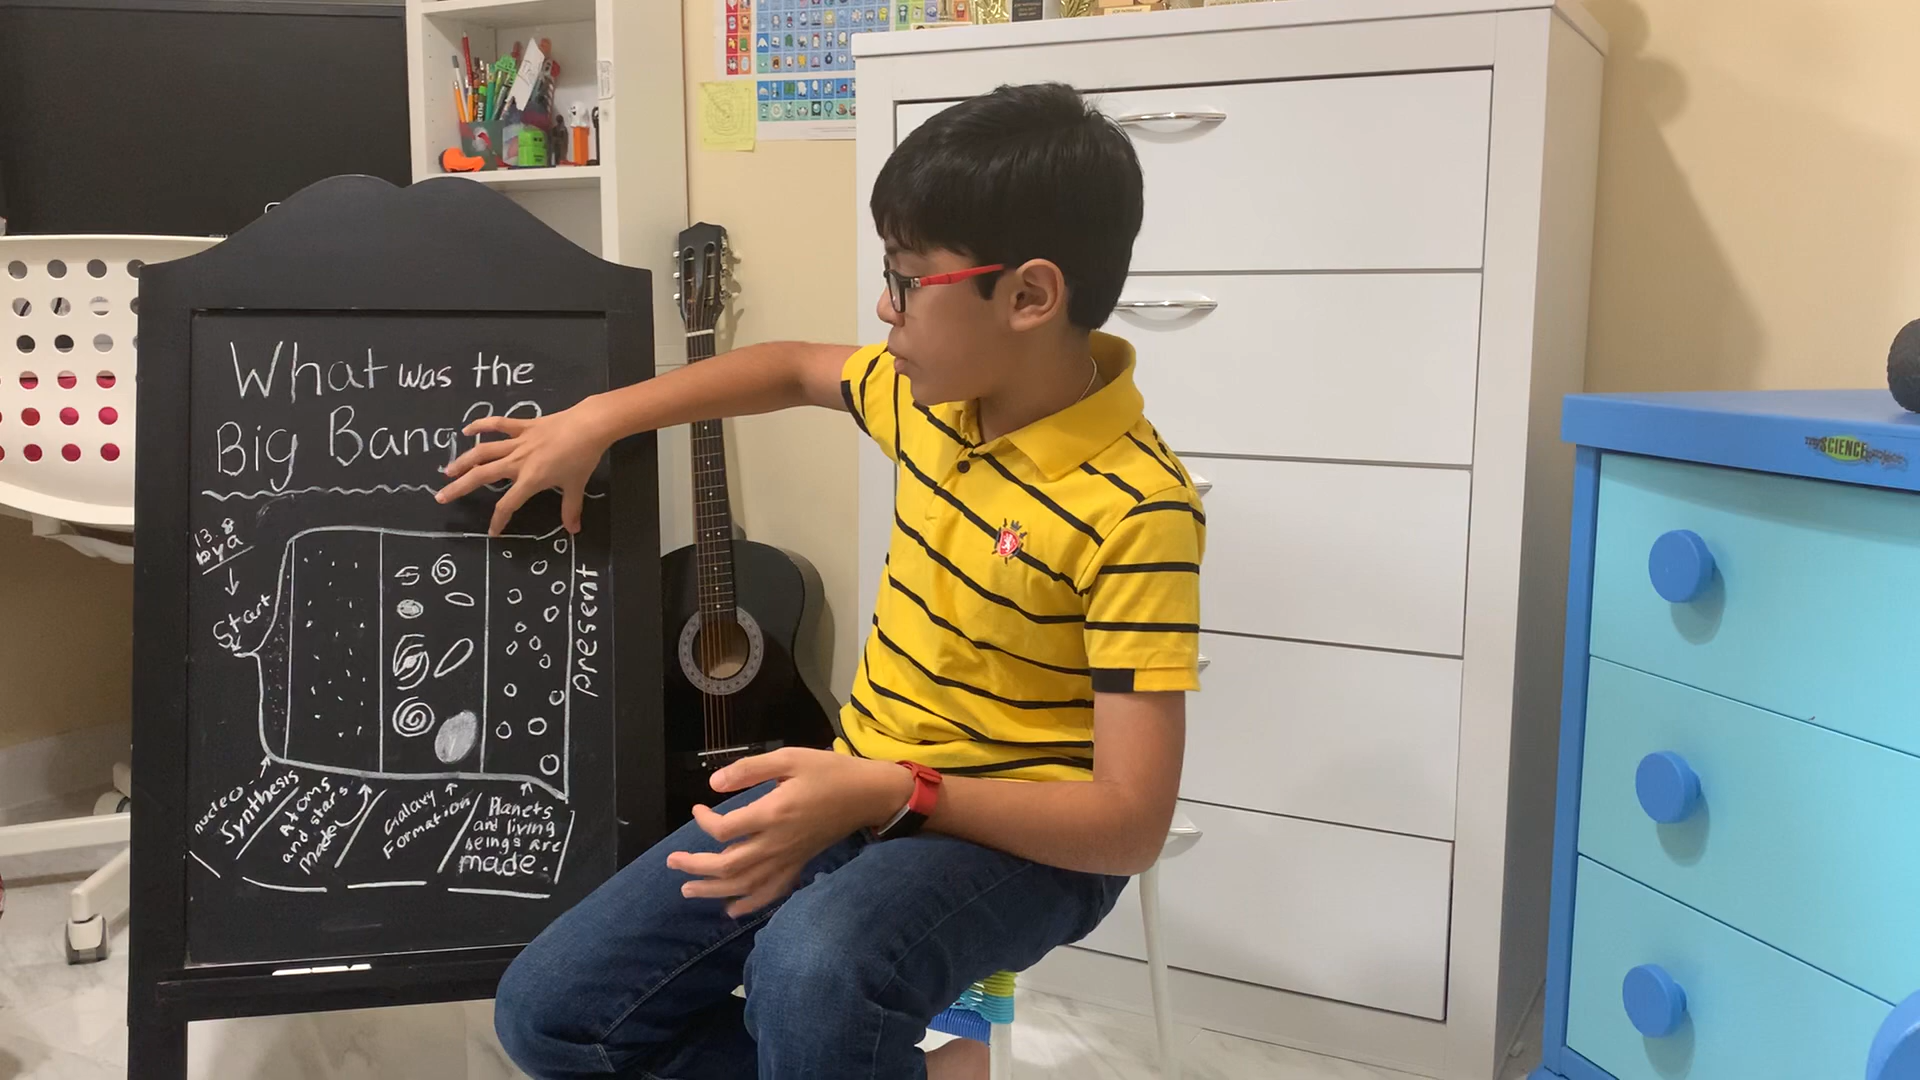 What was the
Big Bang??
13.8
bya
Start
present
nucleo-
Synthesis
Atoms
and stars
Made
Galaxy
Formation
Planets
and living
beings are
made.
mySCIENCEproject